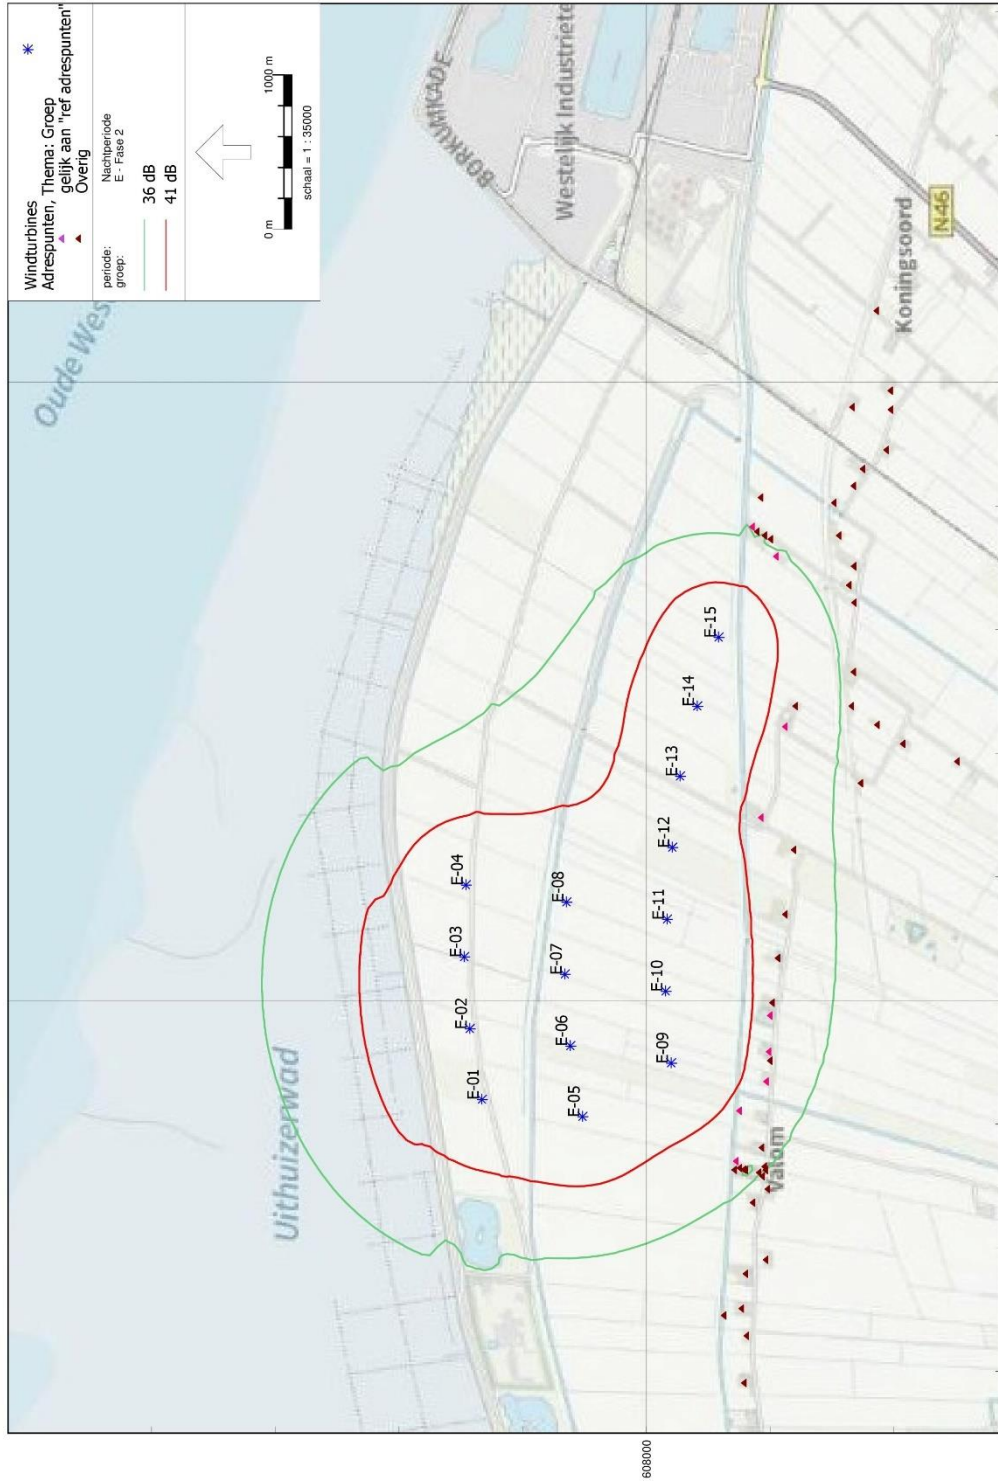 Windturbines
Adrespunten, Thema: Groep
gelijk aan "ref adrespunten"
Overig
periode: Nachtperiode
groep: E - Fase 2
36 dB
41 dB
0 m 1000 m
schaal = 1 : 35000
Oude Wes
Uithuizerwad
BORKUMKADE
Westelijk Industriete
Koningsoord
N46
Valom
E-01
E-02
E-03
E-04
E-05
E-06
E-07
E-08
E-09
E-10
E-11
E-12
E-13
E-14
E-15
608000